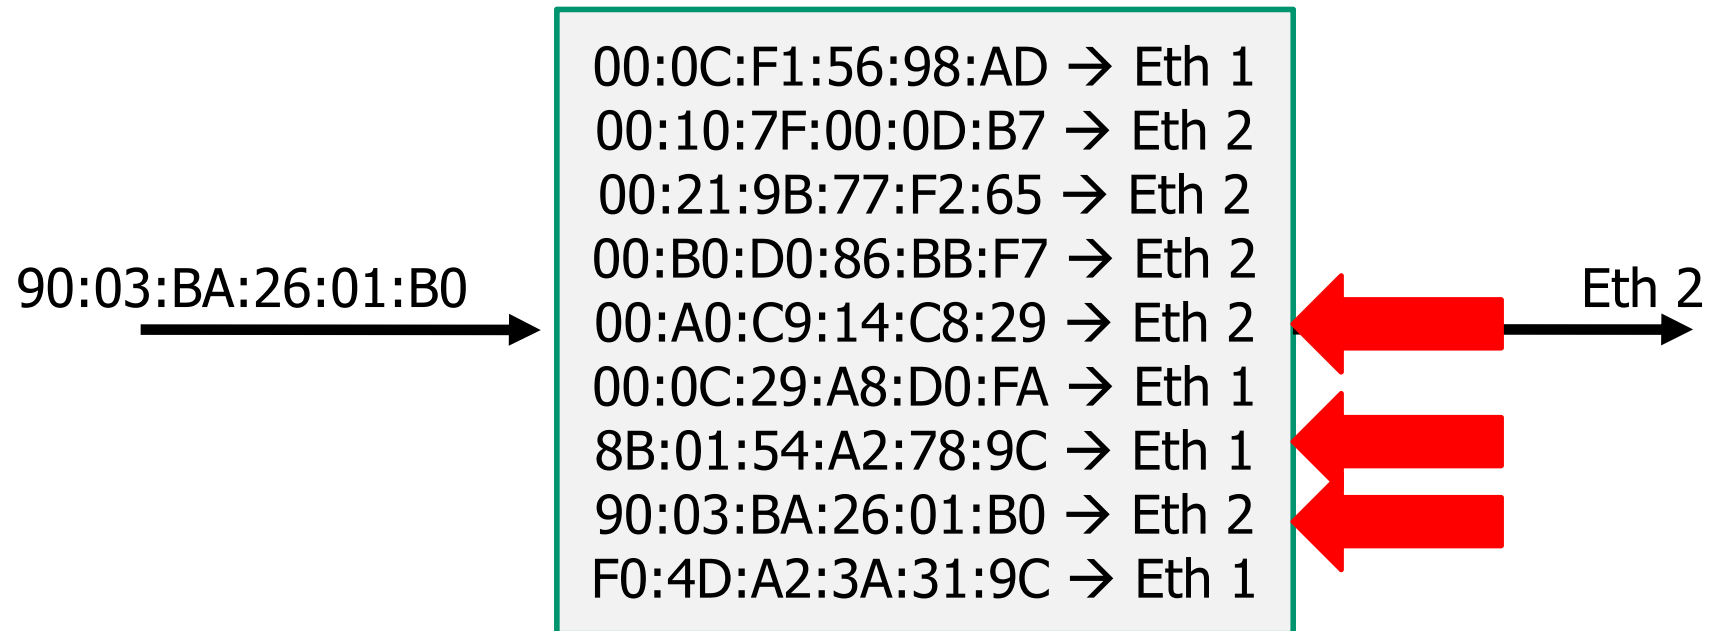 00:0C:F1:56:98:AD → Eth 1
00:10:7F:00:0D:B7 → Eth 2
00:21:9B:77:F2:65 → Eth 2
00:B0:D0:86:BB:F7 → Eth 2
90:03:BA:26:01:B0
Eth 2
00:A0:C9:14:C8:29 → Eth 2
00:0C:29:A8:D0:FA → Eth 1
8B:01:54:A2:78:9C → Eth 1
90:03:BA:26:01:B0 → Eth 2
F0:4D:A2:3A:31:9C → Eth 1